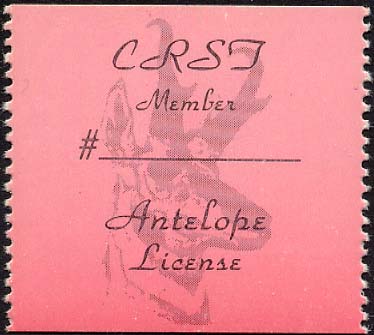 CRST
Member
#
Antelope
License